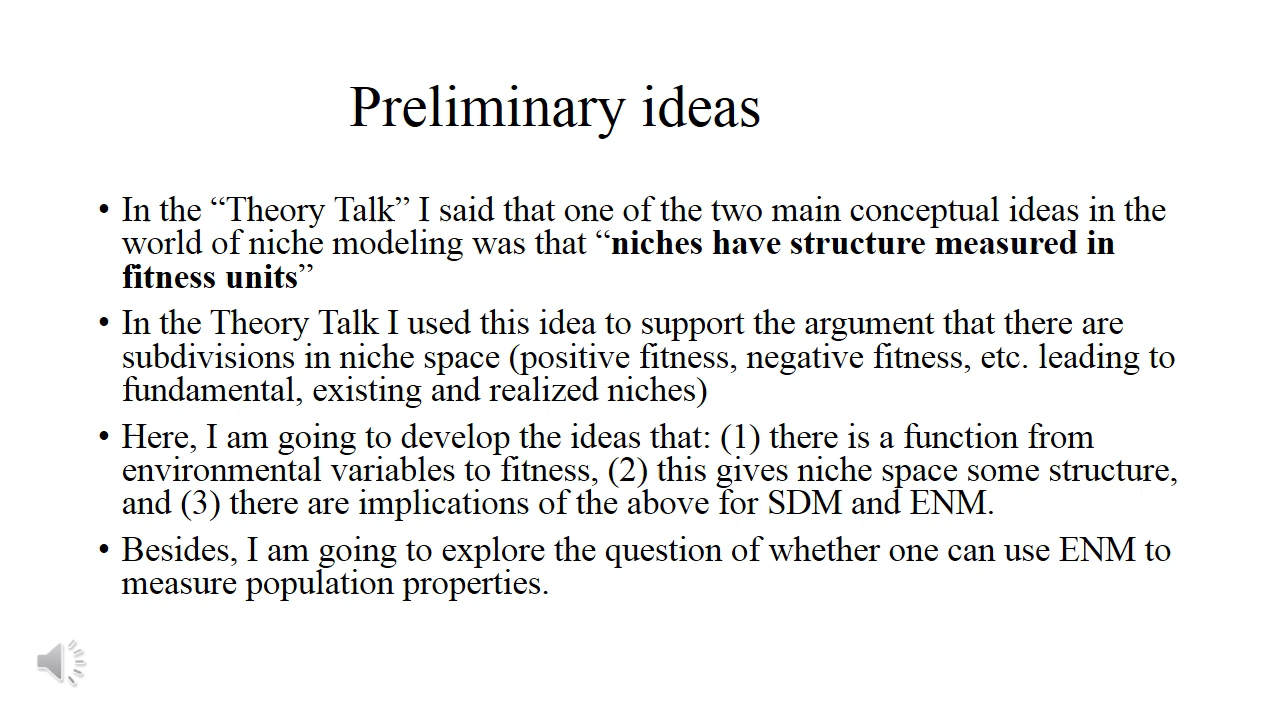 Preliminary ideas
• In the “Theory Talk” I said that one of the two main conceptual ideas in the
world of niche modeling was that “niches have structure measured in
fitness units”
• In the Theory Talk I used this idea to support the argument that there are
subdivisions in niche space (positive fitness, negative fitness, etc. leading to
fundamental, existing and realized niches)
• Here, I am going to develop the ideas that: (1) there is a function from
environmental variables to fitness, (2) this gives niche space some structure,
and (3) there are implications of the above for SDM and ENM.
• Besides, I am going to explore the question of whether one can use ENM to
measure population properties.